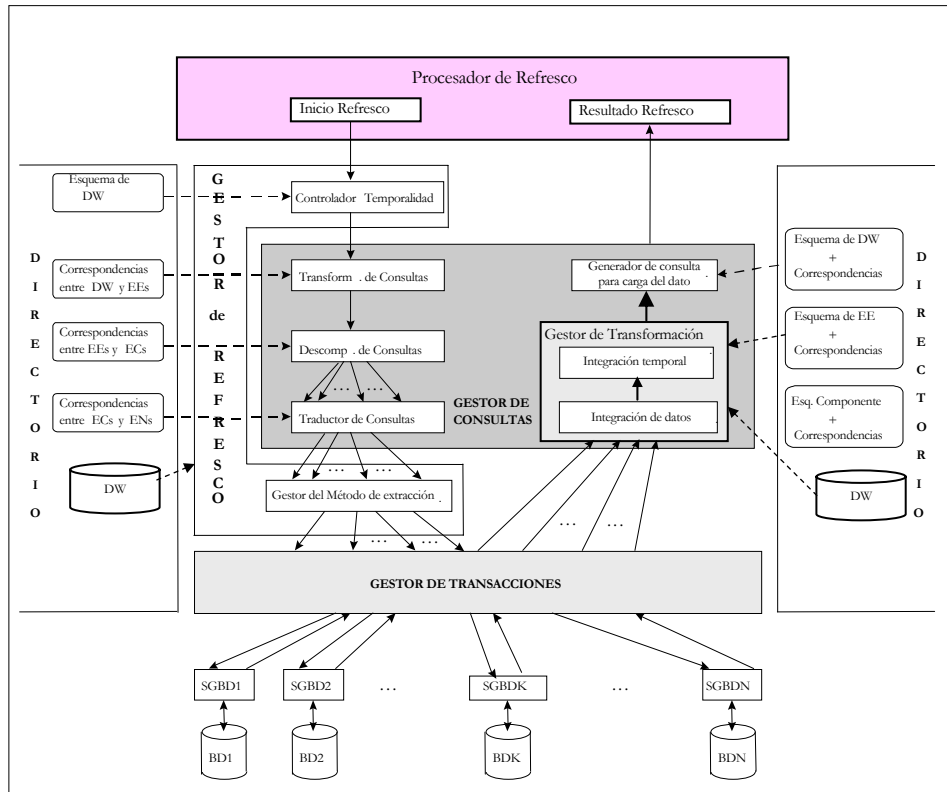 Procesador de Refresco
Inicio Refresco
Resultado Refresco
DIRECTORIO
Esquema de
DW
Correspondencias
entre DW y EEs
Correspondencias
entre EEs y ECs
Correspondencias
entre ECs y ENs
DW
GESTOR de REFRESCO
Controlador Temporalidad
Transform . de Consultas
Descomp . de Consultas
... ...
Traductor de Consultas
... ...
Gestor del Método de extracción .
... ...
GESTOR DE
CONSULTAS
Generador de consulta
para carga del dato .
Gestor de Transformación
Integración temporal .
Integración de datos .
... ...
Esquema de DW
+
Correspondencias
Esquema de EE
+
Correspondencias
Esq. Componente
+
Correspondencias
DW
DIRECTORIO
GESTOR DE TRANSACCIONES
SGBD1
SGBD2
...
SGBDK
...
SGBDN
BD1
BD2
BDK
BDN